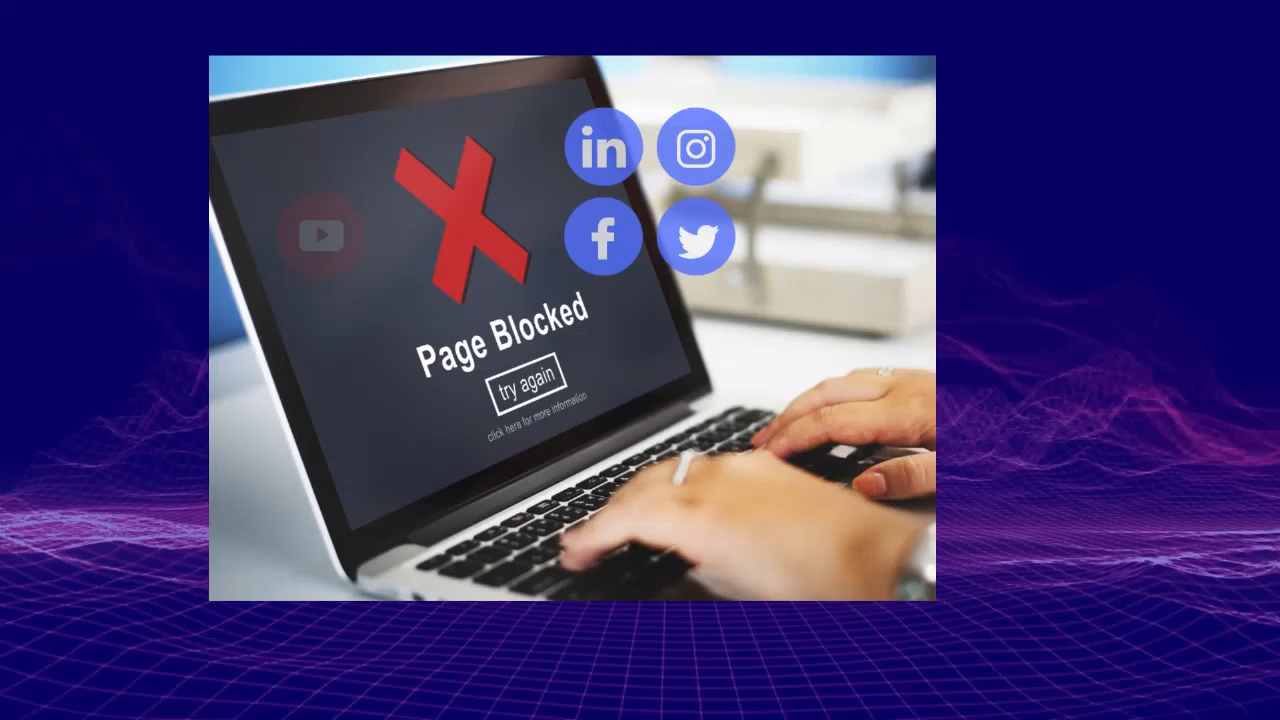 in
f
Page Blocked
try again
click here for more information